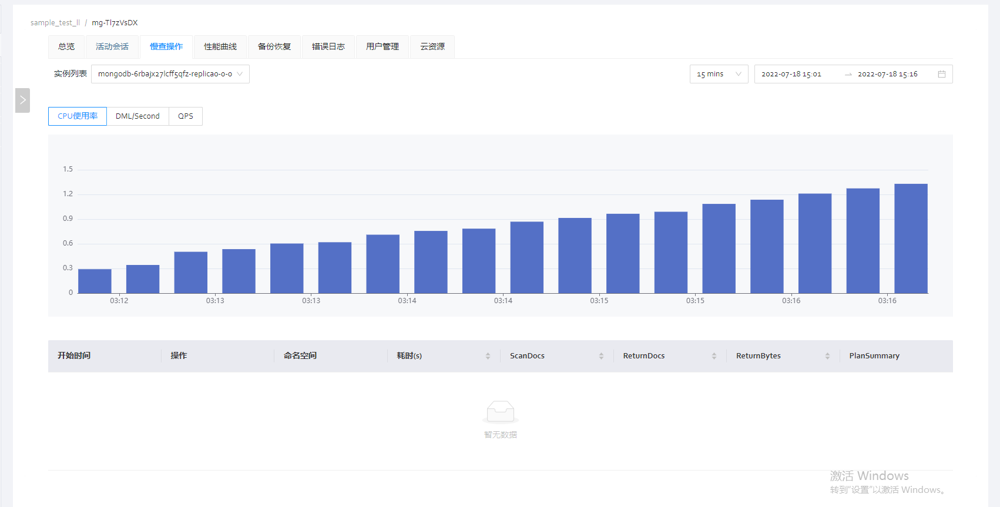 sample_test_ll / mg-Tl7zVsDX
总览 活动会话 慢查操作 性能曲线 备份恢复 错误日志 用户管理 云资源
实例列表 mongodb-6rbajx27lcff5qfz-replica0-0-0 15 mins 2022-07-18 15:01 → 2022-07-18 15:16
CPU使用率 DML/Second QPS
1.5
1.2
0.9
0.6
0.3
0
03:12 03:13 03:13 03:14 03:14 03:15 03:15 03:16 03:16
开始时间 操作 命名空间 耗时(s) ScanDocs ReturnDocs ReturnBytes PlanSummary
暂无数据
激活 Windows
转到“设置”以激活 Windows。